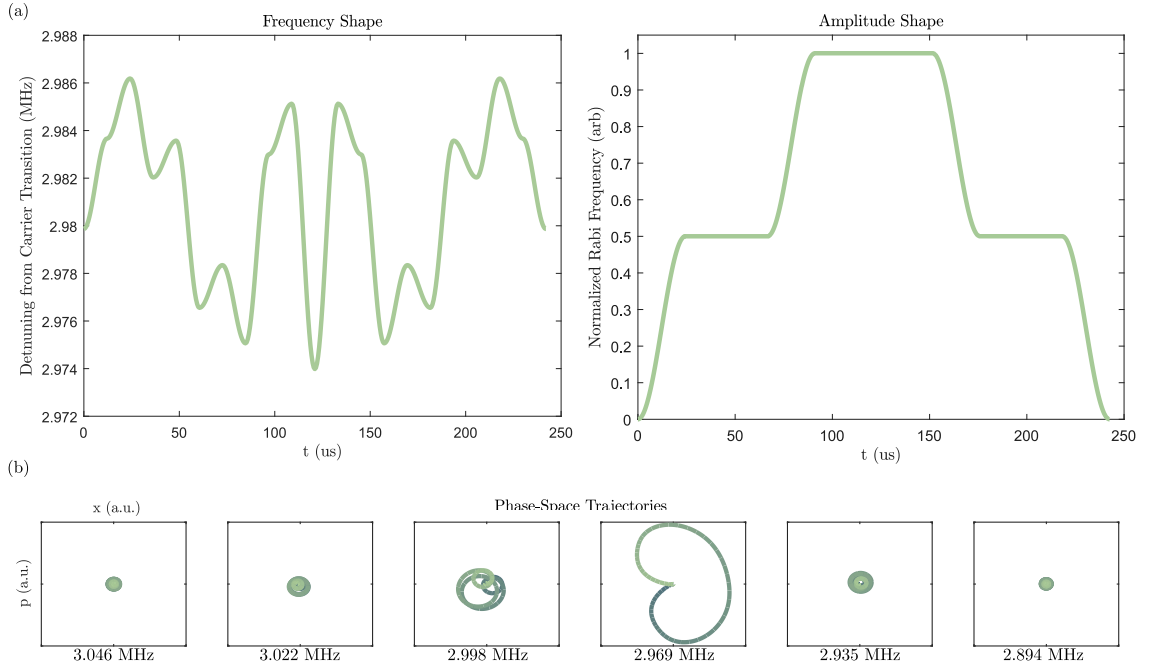 (a)
Frequency Shape
Amplitude Shape
Detmuning from Carrier Transition (MHz)
2.988
2.986
2.984
2.982
2.98
2.978
2.976
2.974
2.972
0 50 100 150 200 250
t (us)
Normalized Rabi Frequency (arb)
1
0.9
0.8
0.7
0.6
0.5
0.4
0.3
0.2
0.1
0
0 50 100 150 200 250
t (us)
(b)
Phase-Space Trajectories
x (a.u.)
p (a.u.)
3.046 MHz 3.022 MHz 2.998 MHz 2.969 MHz 2.935 MHz 2.894 MHz